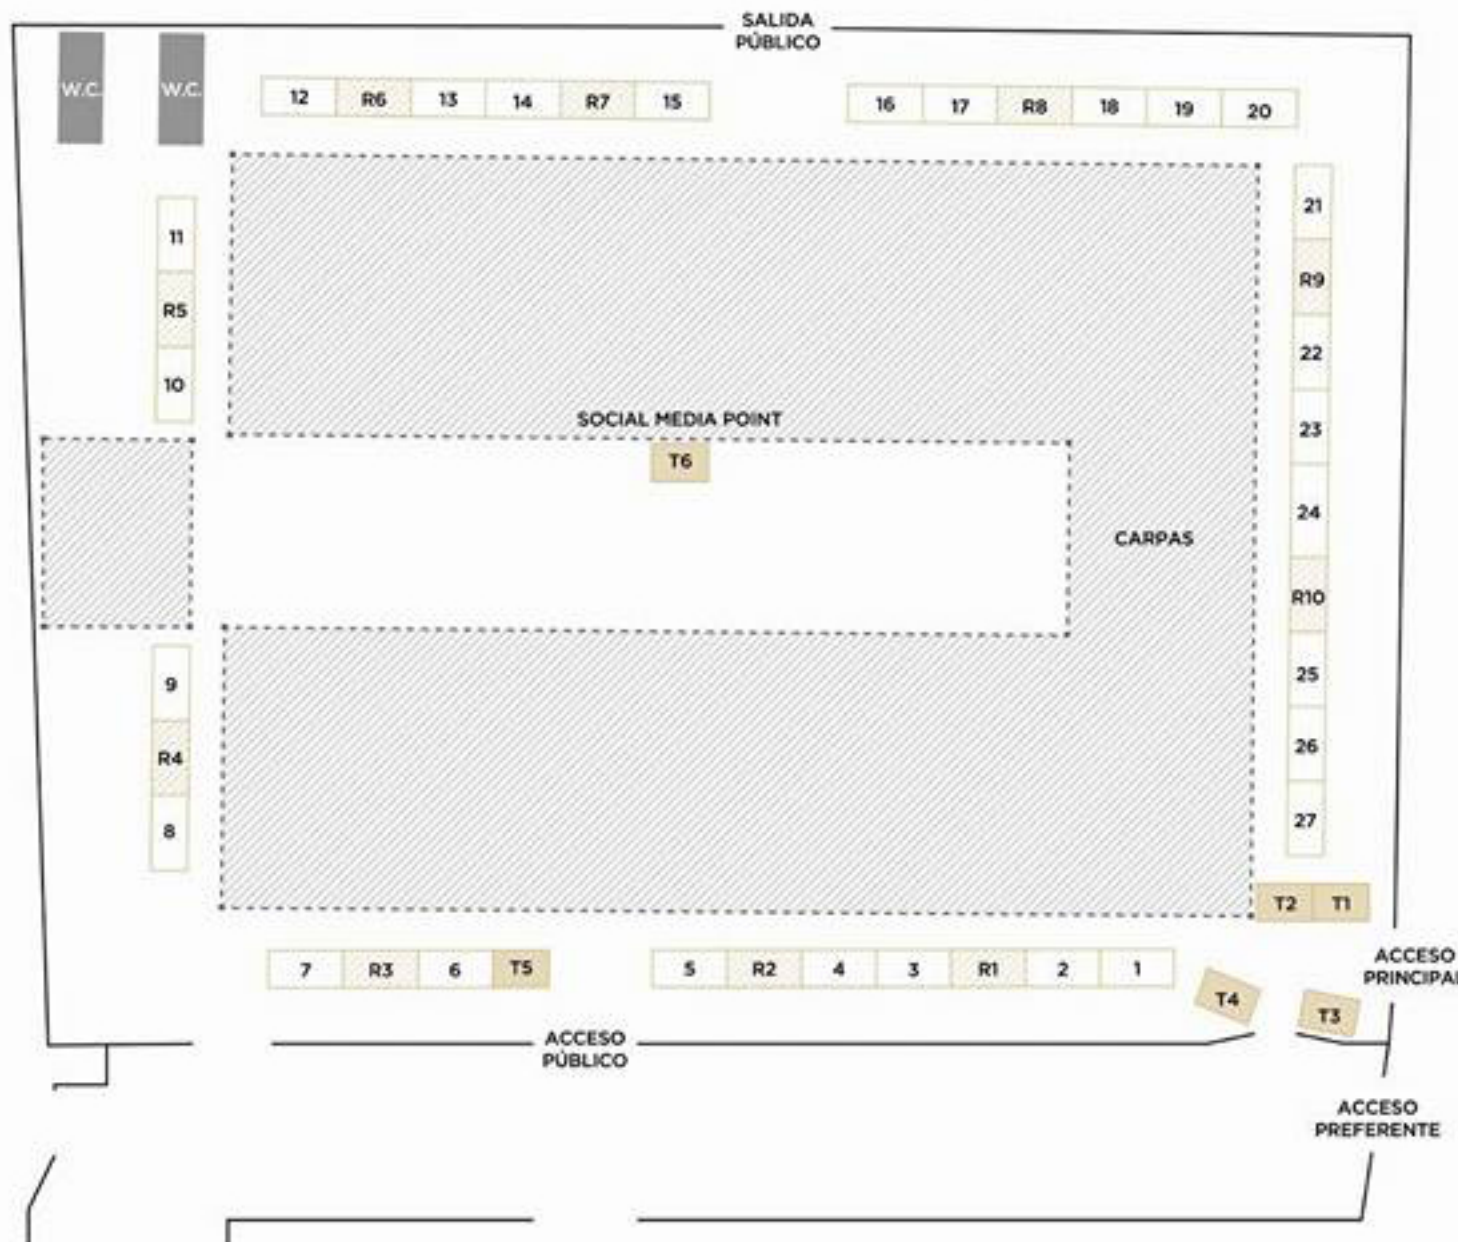 SALIDA
PÚBLICO
W.C.
W.C.
12 R6 13 14 R7 15
16 17 R8 18 19 20
11
R5
10
21
R9
22
23
24
R10
25
26
27
SOCIAL MEDIA POINT
T6
CARPAS
9
R4
8
T2 T1
7 R3 6 T5
5 R2 4 3 R1 2 1
T4
T3
ACCESO
PRINCIPAL
ACCESO
PÚBLICO
ACCESO
PREFERENTE